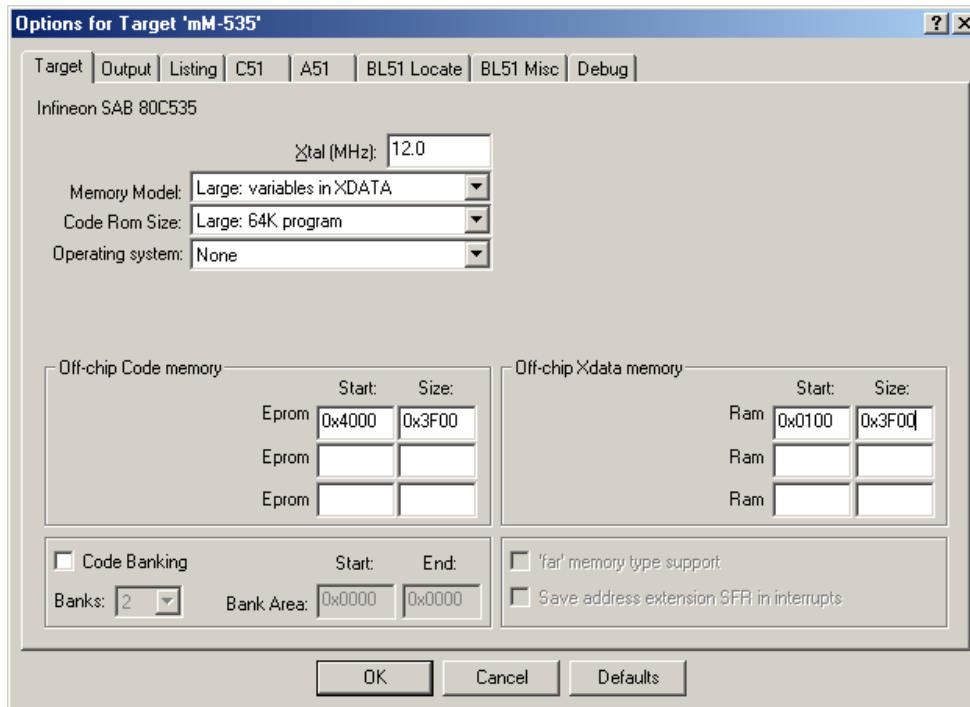 Options for Target 'mM-535'
Target Output Listing C51 A51 BL51 Locate BL51 Misc Debug
Infineon SAB 80C535
Xtal (MHz): 12.0
Memory Model: Large: variables in XDATA
Code Rom Size: Large: 64K program
Operating system: None
Off-chip Code memory
Start: Size:
Eprom 0x4000 0x3F00
Eprom
Eprom
Off-chip Xdata memory
Start: Size:
Ram 0x0100 0x3F00
Ram
Ram
Code Banking Start: End:
Banks: 2 Bank Area: 0x0000 0x0000
'far' memory type support
Save address extension SFR in interrupts
OK Cancel Defaults